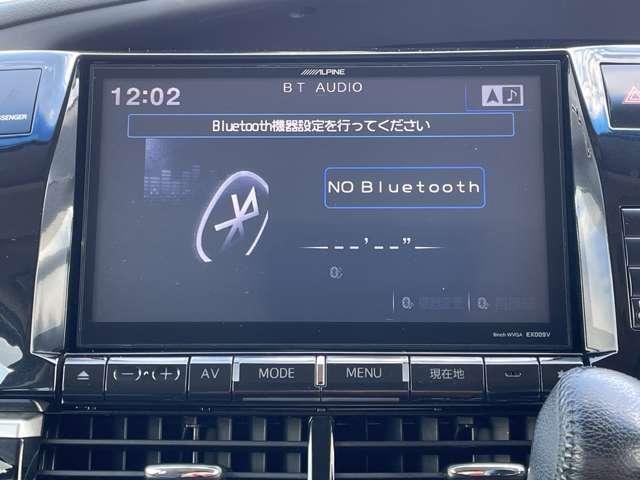 ALPINE
12:02
BT AUDIO
Bluetooth機器設定を行ってください
NO Bluetooth
--'--"
9inch WVGA EX009V
AV MODE MENU 現在地